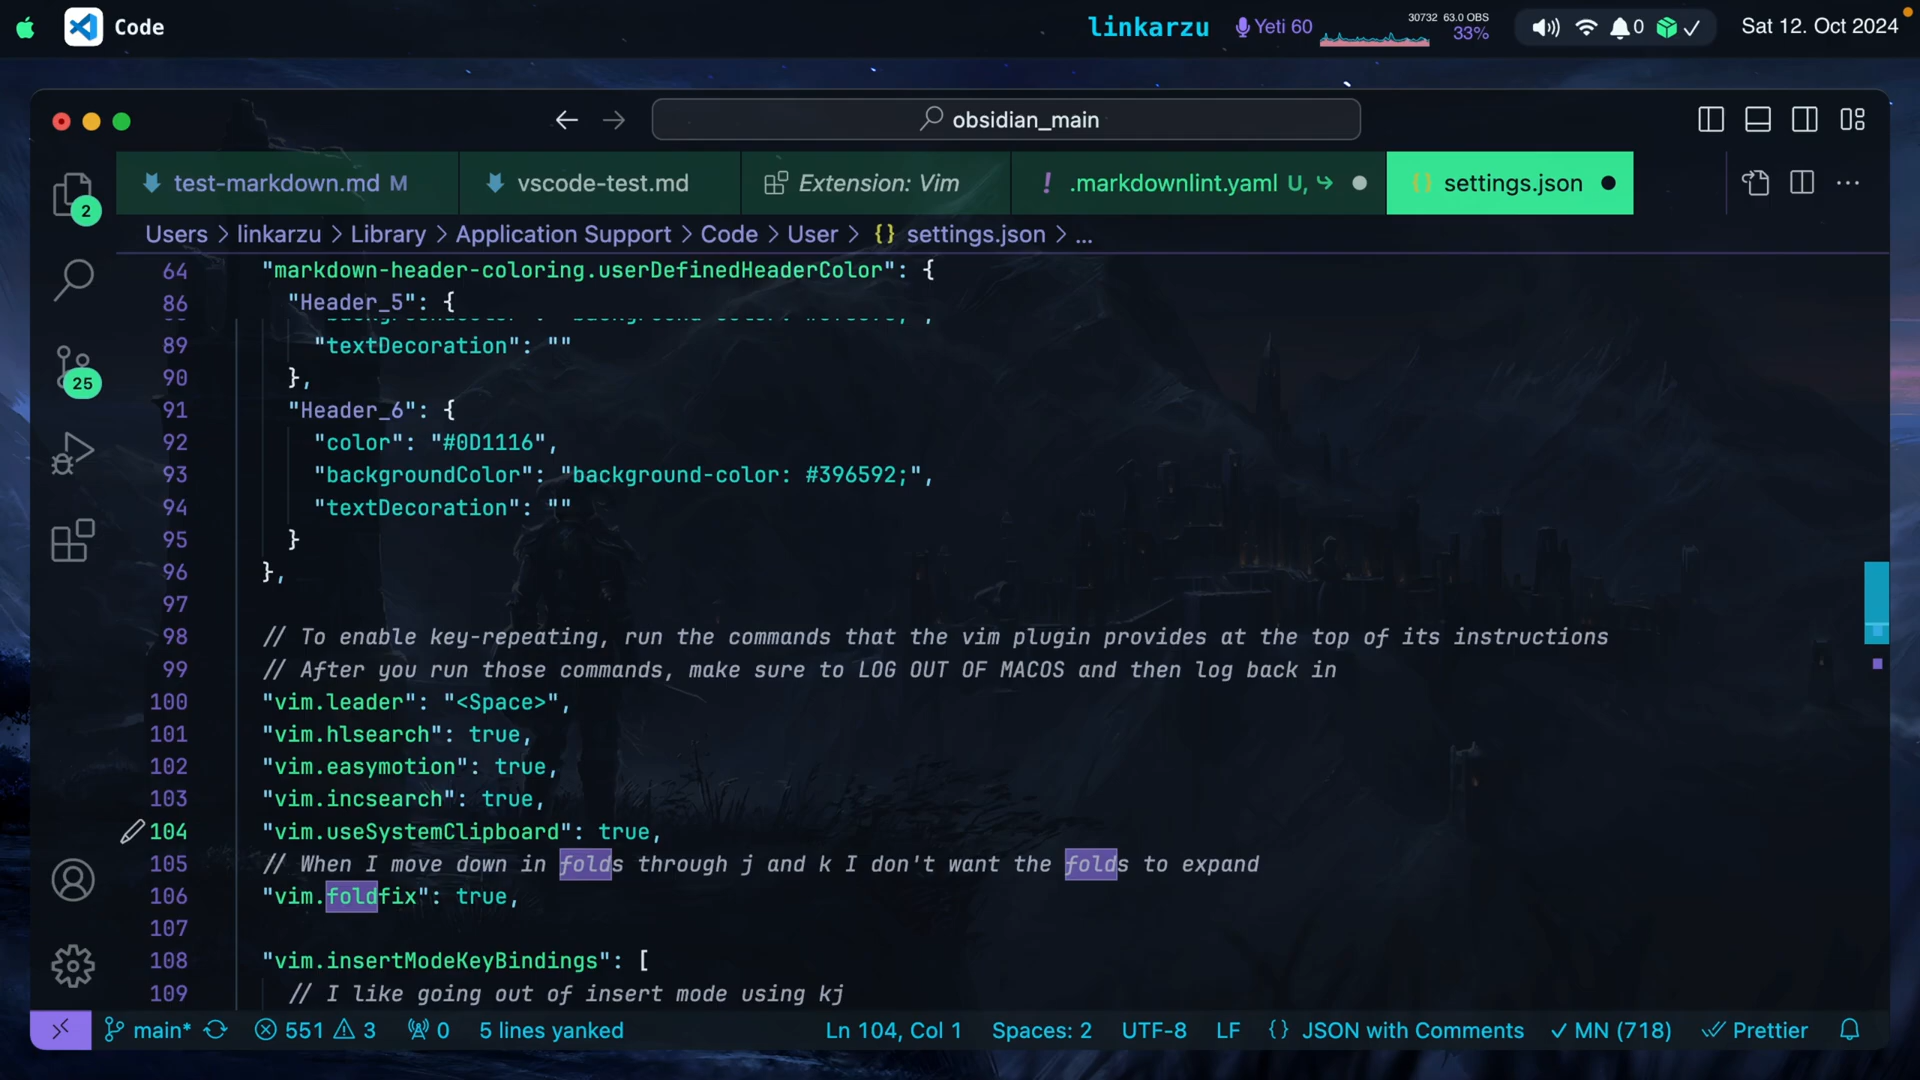 Code
linkarzu
Yeti 60
30732 63.0 OBS
33%
0
Sat 12. Oct 2024
obsidian_main
2
test-markdown.md M
vscode-test.md
Extension: Vim
! .markdownlint.yaml U,
{} settings.json
Users > linkarzu > Library > Application Support > Code > User > {} settings.json > ...
64 "markdown-header-coloring.userDefinedHeaderColor": {
86 "Header_5": {
89 "textDecoration": ""
90 },
91 "Header_6": {
92 "color": "#0D1116",
93 "backgroundColor": "background-color: #396592;",
94 "textDecoration": ""
95 }
96 },
97
98 // To enable key-repeating, run the commands that the vim plugin provides at the top of its instructions
99 // After you run those commands, make sure to LOG OUT OF MACOS and then log back in
100 "vim.leader": "<Space>",
101 "vim.hlsearch": true,
102 "vim.easymotion": true,
103 "vim.incsearch": true,
104 "vim.useSystemClipboard": true,
105 // When I move down in folds through j and k I don't want the folds to expand
106 "vim.foldfix": true,
107
108 "vim.insertModeKeyBindings": [
109 // I like going out of insert mode using kj
25
main* 551 3 0 5 lines yanked Ln 104, Col 1 Spaces: 2 UTF-8 LF {} JSON with Comments ✓ MN (718) Prettier